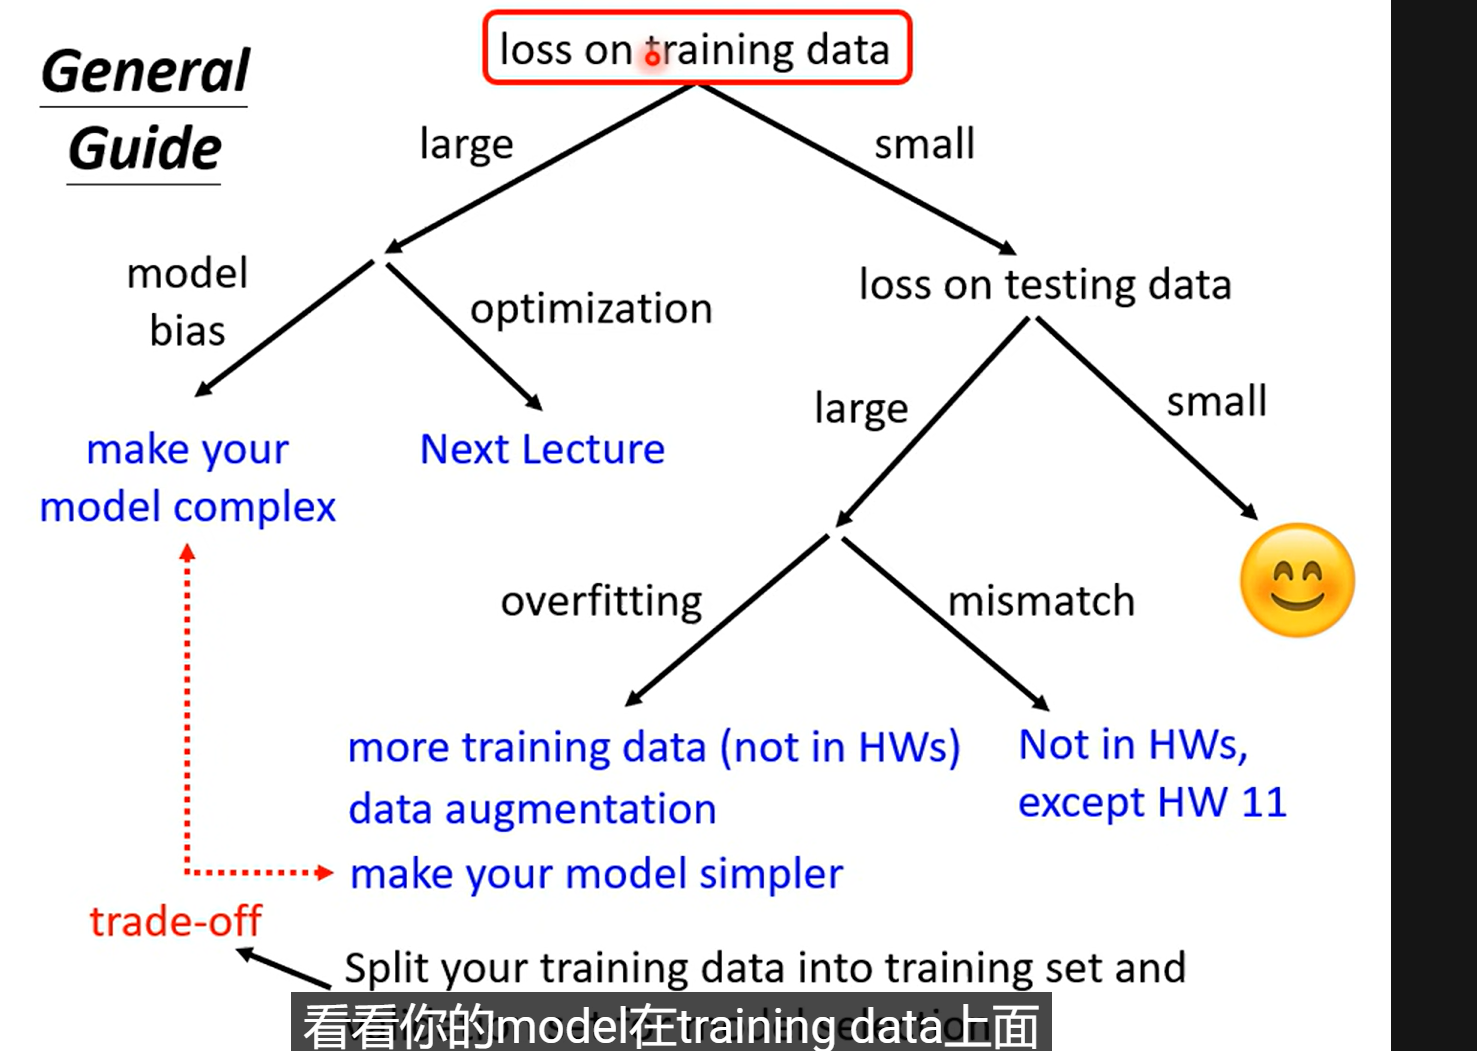 General
Guide
loss on training data
large
small
model
bias
optimization
loss on testing data
large
small
make your
model complex
Next Lecture
overfitting
mismatch
more training data (not in HWs)
data augmentation
make your model simpler
Not in HWs,
except HW 11
trade-off
Split your training data into training set and
看看你的model在training data上面